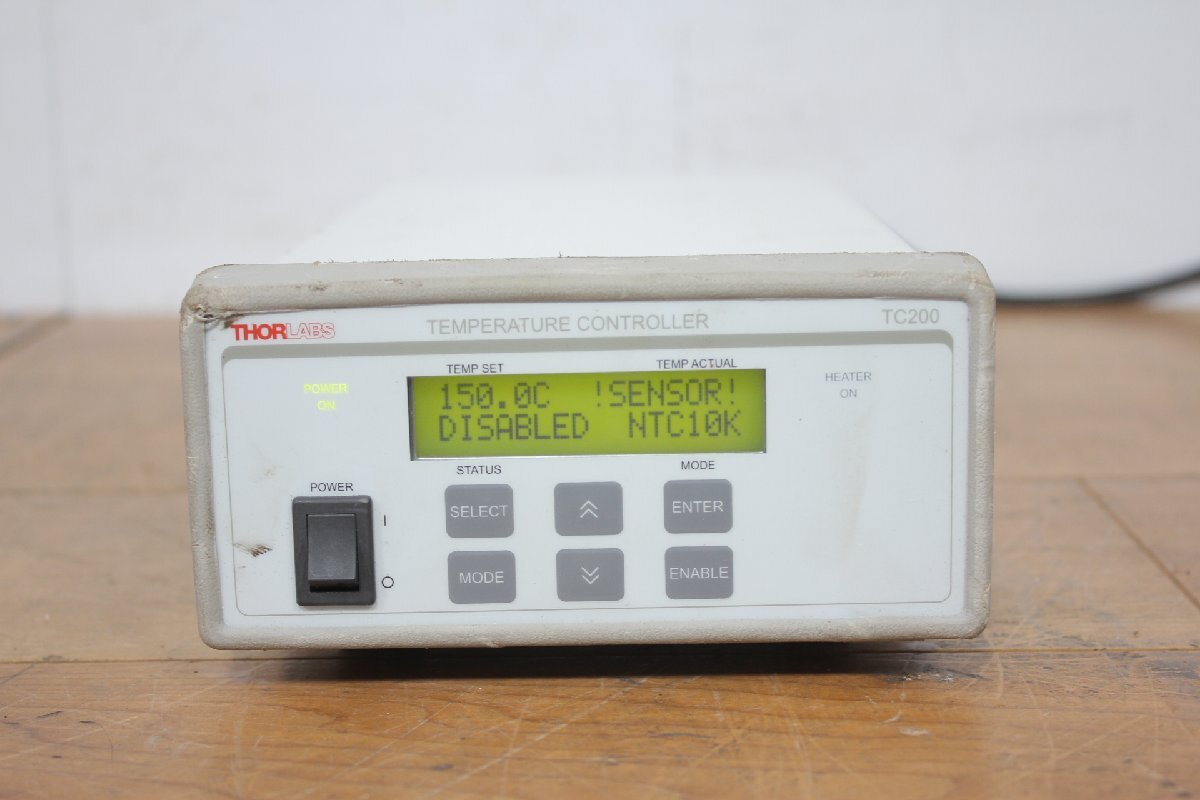 THORLABS
TEMPERATURE CONTROLLER
TC200
TEMP SET
TEMP ACTUAL
POWER
ON
150.0C !SENSOR!
DISABLED NTC10K
HEATER
ON
STATUS
MODE
POWER
I
O
SELECT
ENTER
MODE
ENABLE